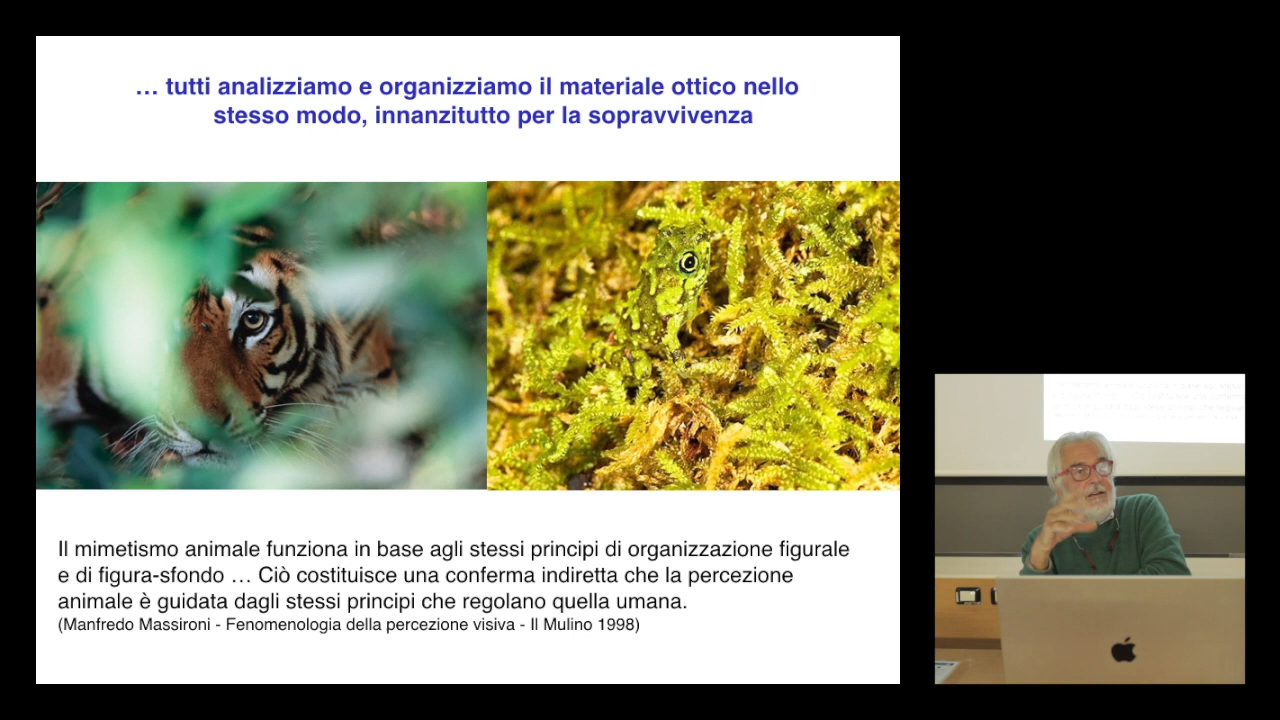 … tutti analizziamo e organizziamo il materiale ottico nello
stesso modo, innanzitutto per la sopravvivenza
Il mimetismo animale funziona in base agli stessi principi di organizzazione figurale
e di figura-sfondo … Ciò costituisce una conferma indiretta che la percezione
animale è guidata dagli stessi principi che regolano quella umana.
(Manfredo Massironi - Fenomenologia della percezione visiva - Il Mulino 1998)